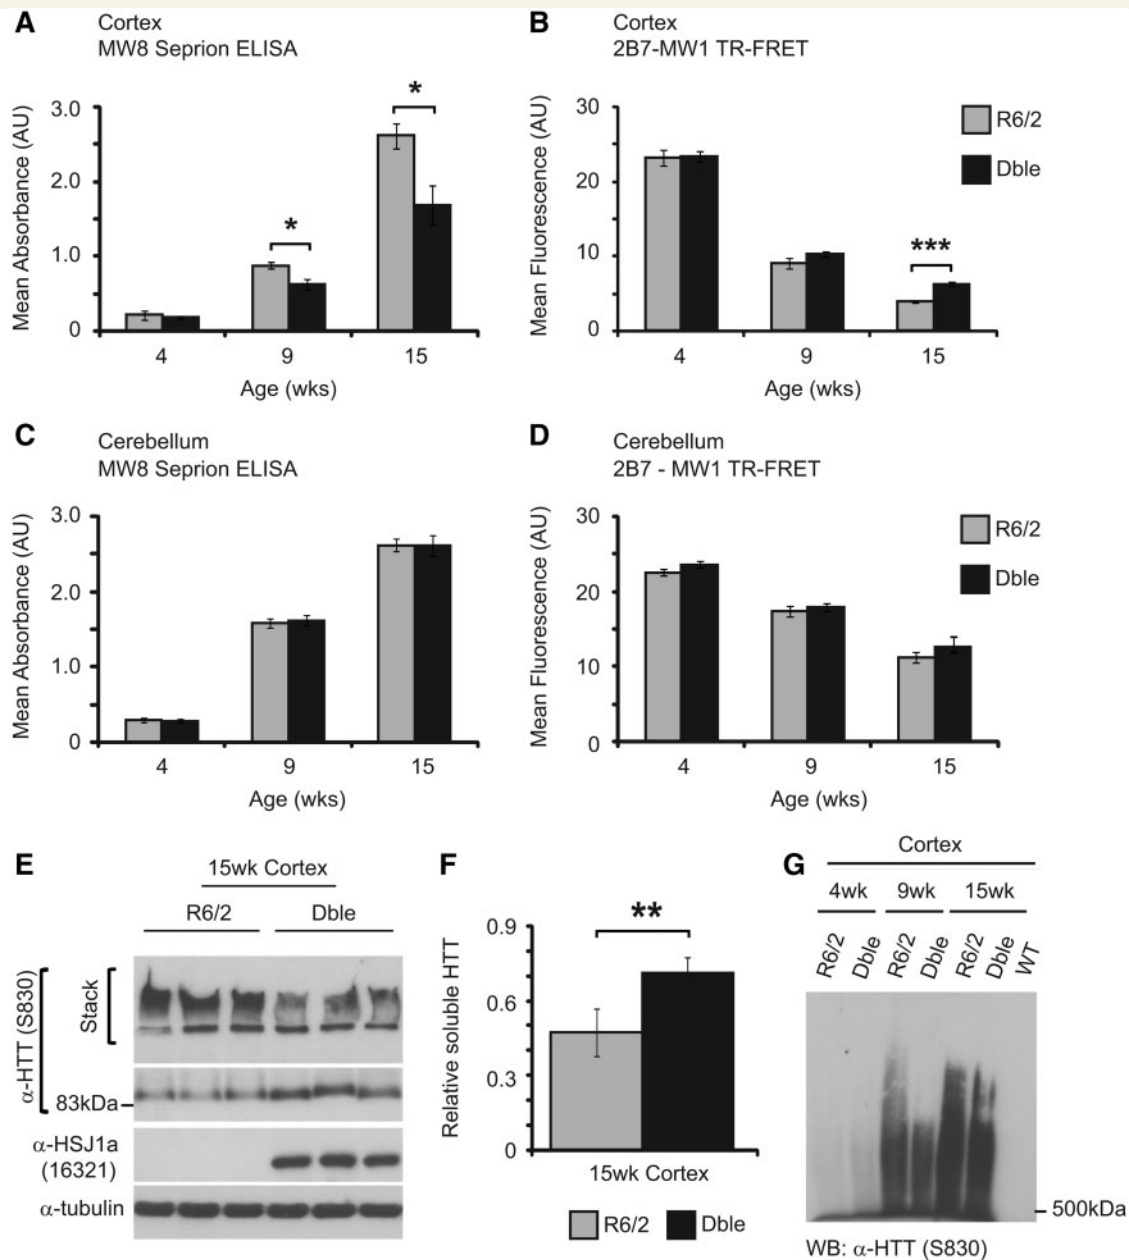 A
Cortex
MW8 Seprion ELISA
Mean Absorbance (AU)
3.0
2.0
1.0
0
*
*
4 9 15
Age (wks)
B
Cortex
2B7-MW1 TR-FRET
Mean Fluorescence (AU)
30
20
10
0
***
R6/2
Dble
4 9 15
Age (wks)
C
Cerebellum
MW8 Seprion ELISA
Mean Absorbance (AU)
3.0
2.0
1.0
0
4 9 15
Age (wks)
D
Cerebellum
2B7 - MW1 TR-FRET
Mean Fluorescence (AU)
30
20
10
0
R6/2
Dble
4 9 15
Age (wks)
E
15wk Cortex
R6/2 Dble
α-HTT (S830)
Stack
83kDa
α-HSJ1a
(16321)
α-tubulin
F
Relative soluble HTT
0.9
0.6
0.3
0
**
15wk Cortex
R6/2 Dble
G
Cortex
4wk 9wk 15wk
R6/2 Dble R6/2 Dble R6/2 Dble WT
500kDa
WB: α-HTT (S830)